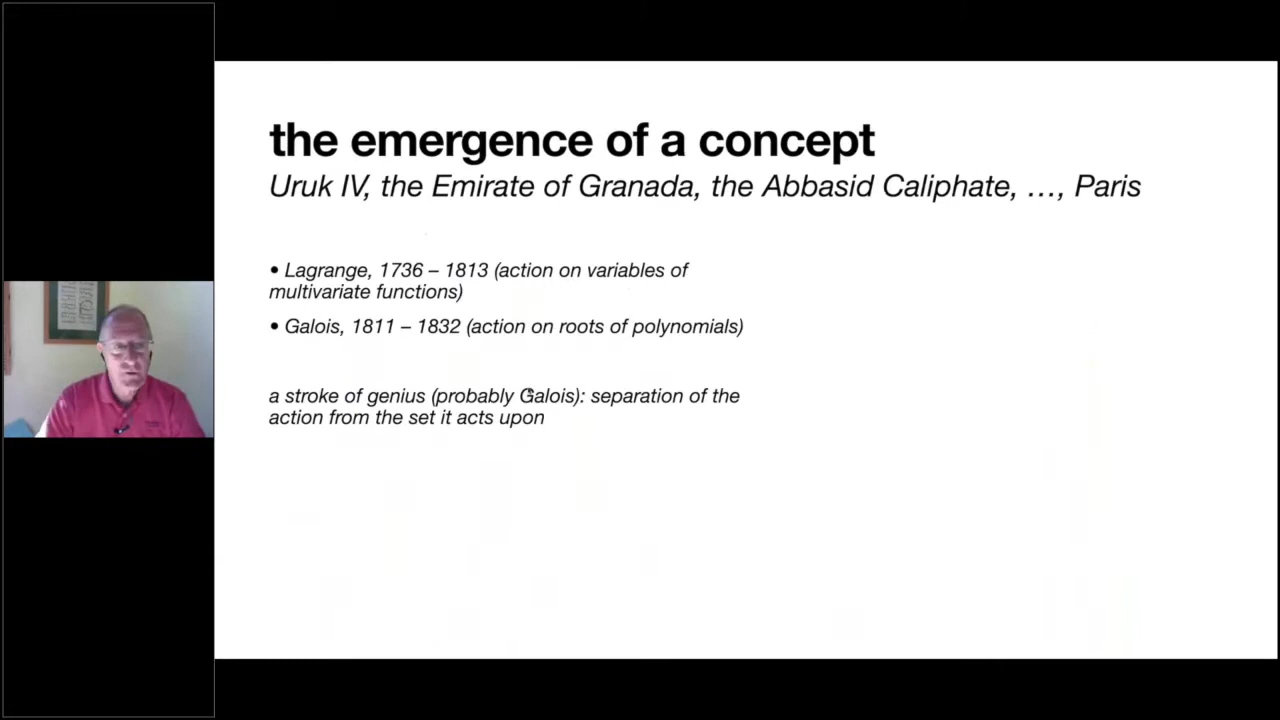 the emergence of a concept
Uruk IV, the Emirate of Granada, the Abbasid Caliphate, …, Paris
• Lagrange, 1736 – 1813 (action on variables of
multivariate functions)
• Galois, 1811 – 1832 (action on roots of polynomials)
a stroke of genius (probably Galois): separation of the
action from the set it acts upon